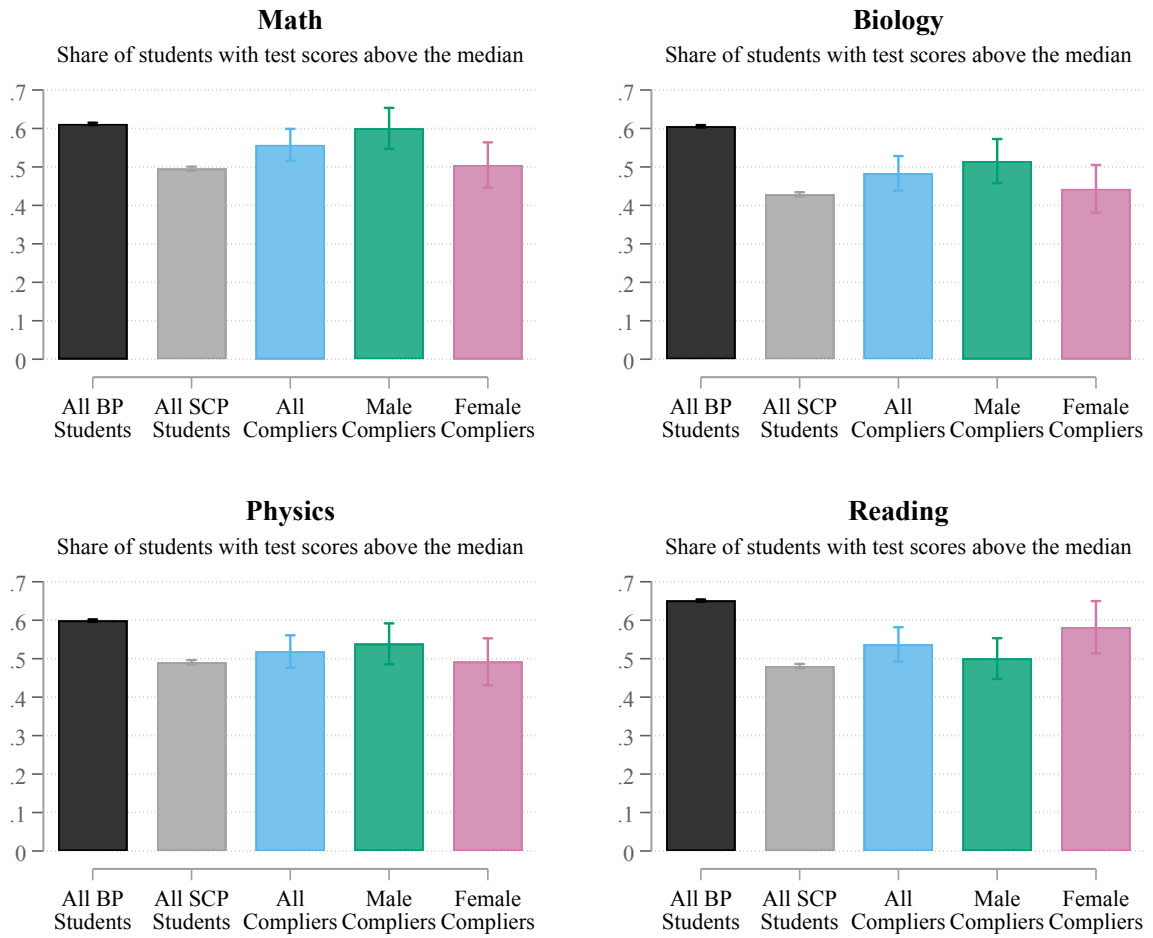 Math
Share of students with test scores above the median
.7
.6
.5
.4
.3
.2
.1
0
All BP Students
All SCP Students
All Compliers
Male Compliers
Female Compliers
Biology
Share of students with test scores above the median
.7
.6
.5
.4
.3
.2
.1
0
All BP Students
All SCP Students
All Compliers
Male Compliers
Female Compliers
Physics
Share of students with test scores above the median
.7
.6
.5
.4
.3
.2
.1
0
All BP Students
All SCP Students
All Compliers
Male Compliers
Female Compliers
Reading
Share of students with test scores above the median
.7
.6
.5
.4
.3
.2
.1
0
All BP Students
All SCP Students
All Compliers
Male Compliers
Female Compliers